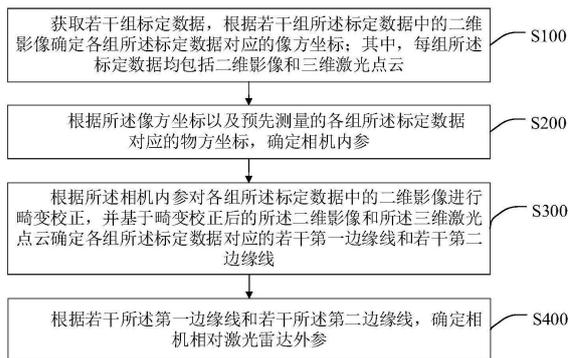 获取若干组标定数据，根据若干组所述标定数据中的二维
影像确定各组所述标定数据对应的像方坐标；其中，每组所述
标定数据均包括二维影像和三维激光点云
S100
根据所述像方坐标以及预先测量的各组所述标定数据
对应的物方坐标，确定相机内参
S200
根据所述相机内参对各组所述标定数据中的二维影像进行
畸变校正，并基于畸变校正后的所述二维影像和所述三维激光
点云确定各组所述标定数据对应的若干第一边缘线和若干第二
边缘线
S300
根据若干所述第一边缘线和若干所述第二边缘线，确定相
机相对激光雷达外参
S400